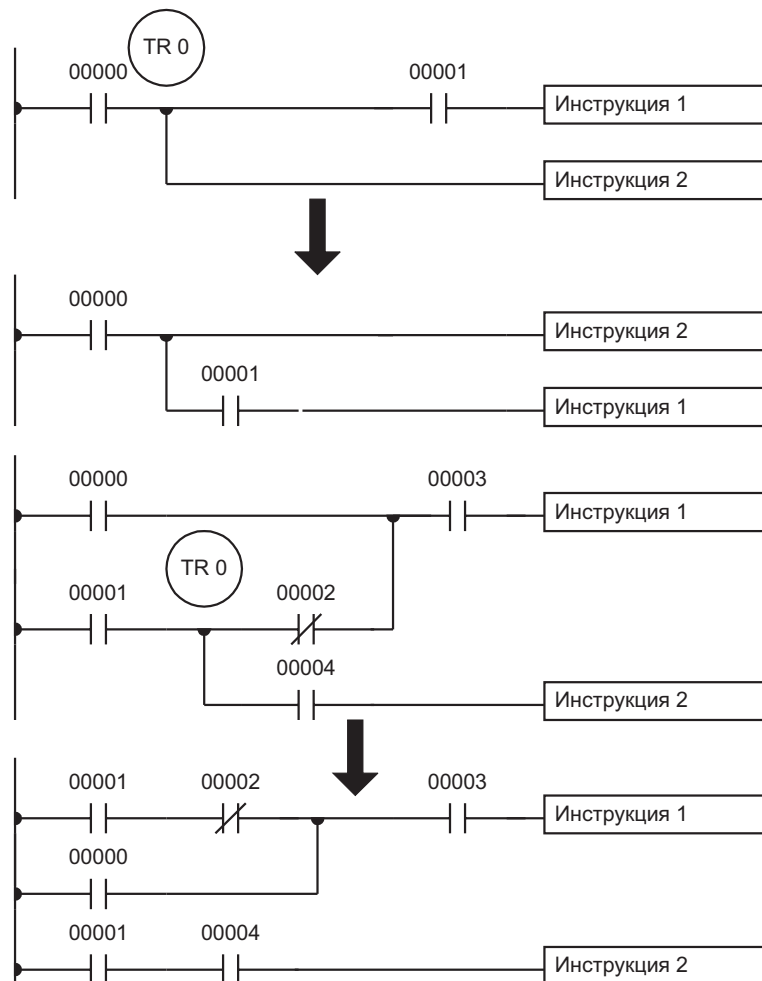 TR 0
00000 00001
Инструкция 1
Инструкция 2
00000
Инструкция 2
00001
Инструкция 1
00000 00003
Инструкция 1
TR 0
00001 00002
00004
Инструкция 2
00001 00002 00003
Инструкция 1
00000
00001 00004
Инструкция 2